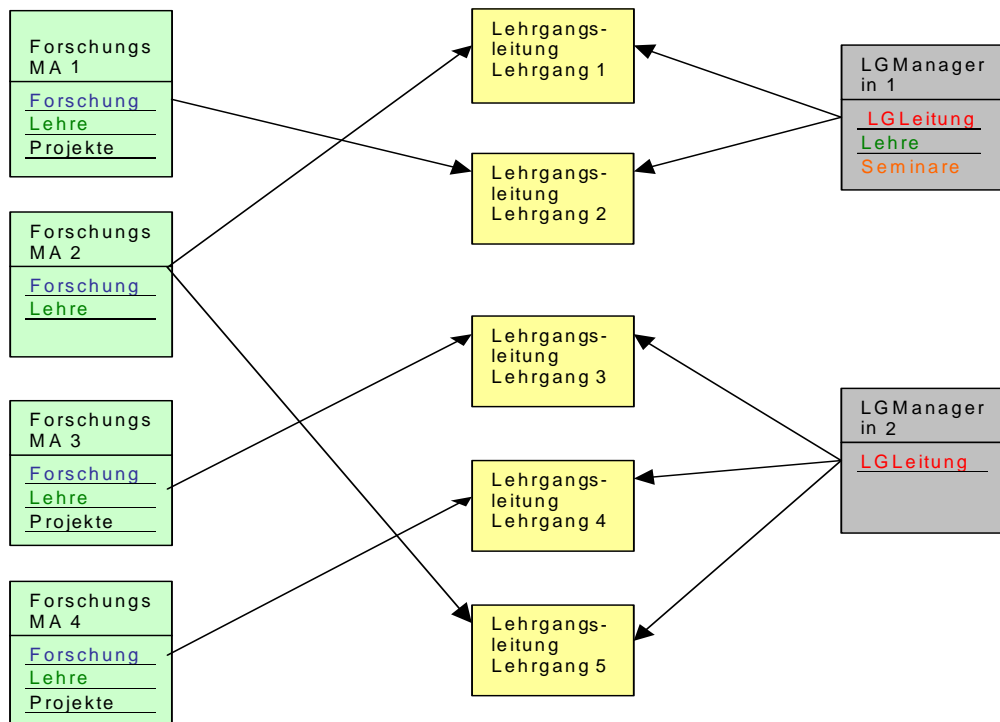 Forschungs
MA 1
Forschung
Lehre
Projekte
Forschungs
MA 2
Forschung
Lehre
Forschungs
MA 3
Forschung
Lehre
Projekte
Forschungs
MA 4
Forschung
Lehre
Projekte
Lehrgangs-
leitung
Lehrgang 1
Lehrgangs-
leitung
Lehrgang 2
Lehrgangs-
leitung
Lehrgang 3
Lehrgangs-
leitung
Lehrgang 4
Lehrgangs-
leitung
Lehrgang 5
LGManager
in 1
LGLeitung
Lehre
Seminare
LGManager
in 2
LGLeitung